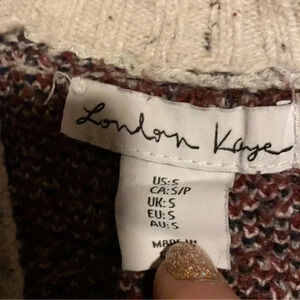 London Kaye
US:S
CA:S/P
UK:S
EU:S
AU:S
MADE IN